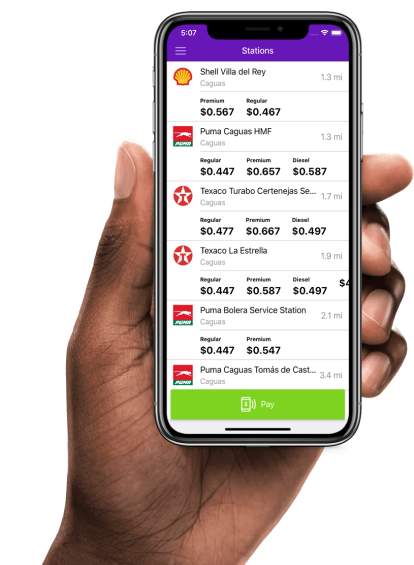 5:07
Stations
Shell Villa del Rey
1.3 mi
Caguas
Premium Regular
$0.567 $0.467
Puma Caguas HMF
1.3 mi
Caguas
PUMA
Regular Premium Diesel
$0.447 $0.657 $0.587
Texaco Turabo Certenejas Se...
1.7 mi
Caguas
T
Regular Premium Diesel
$0.477 $0.667 $0.497
Texaco La Estrella
1.9 mi
Caguas
T
Regular Premium Diesel
$0.447 $0.587 $0.497 $4
Puma Bolera Service Station
2.1 mi
Caguas
PUMA
Regular Premium
$0.447 $0.547
Puma Caguas Tomás de Cast...
3.4 mi
Caguas
PUMA
$ Pay